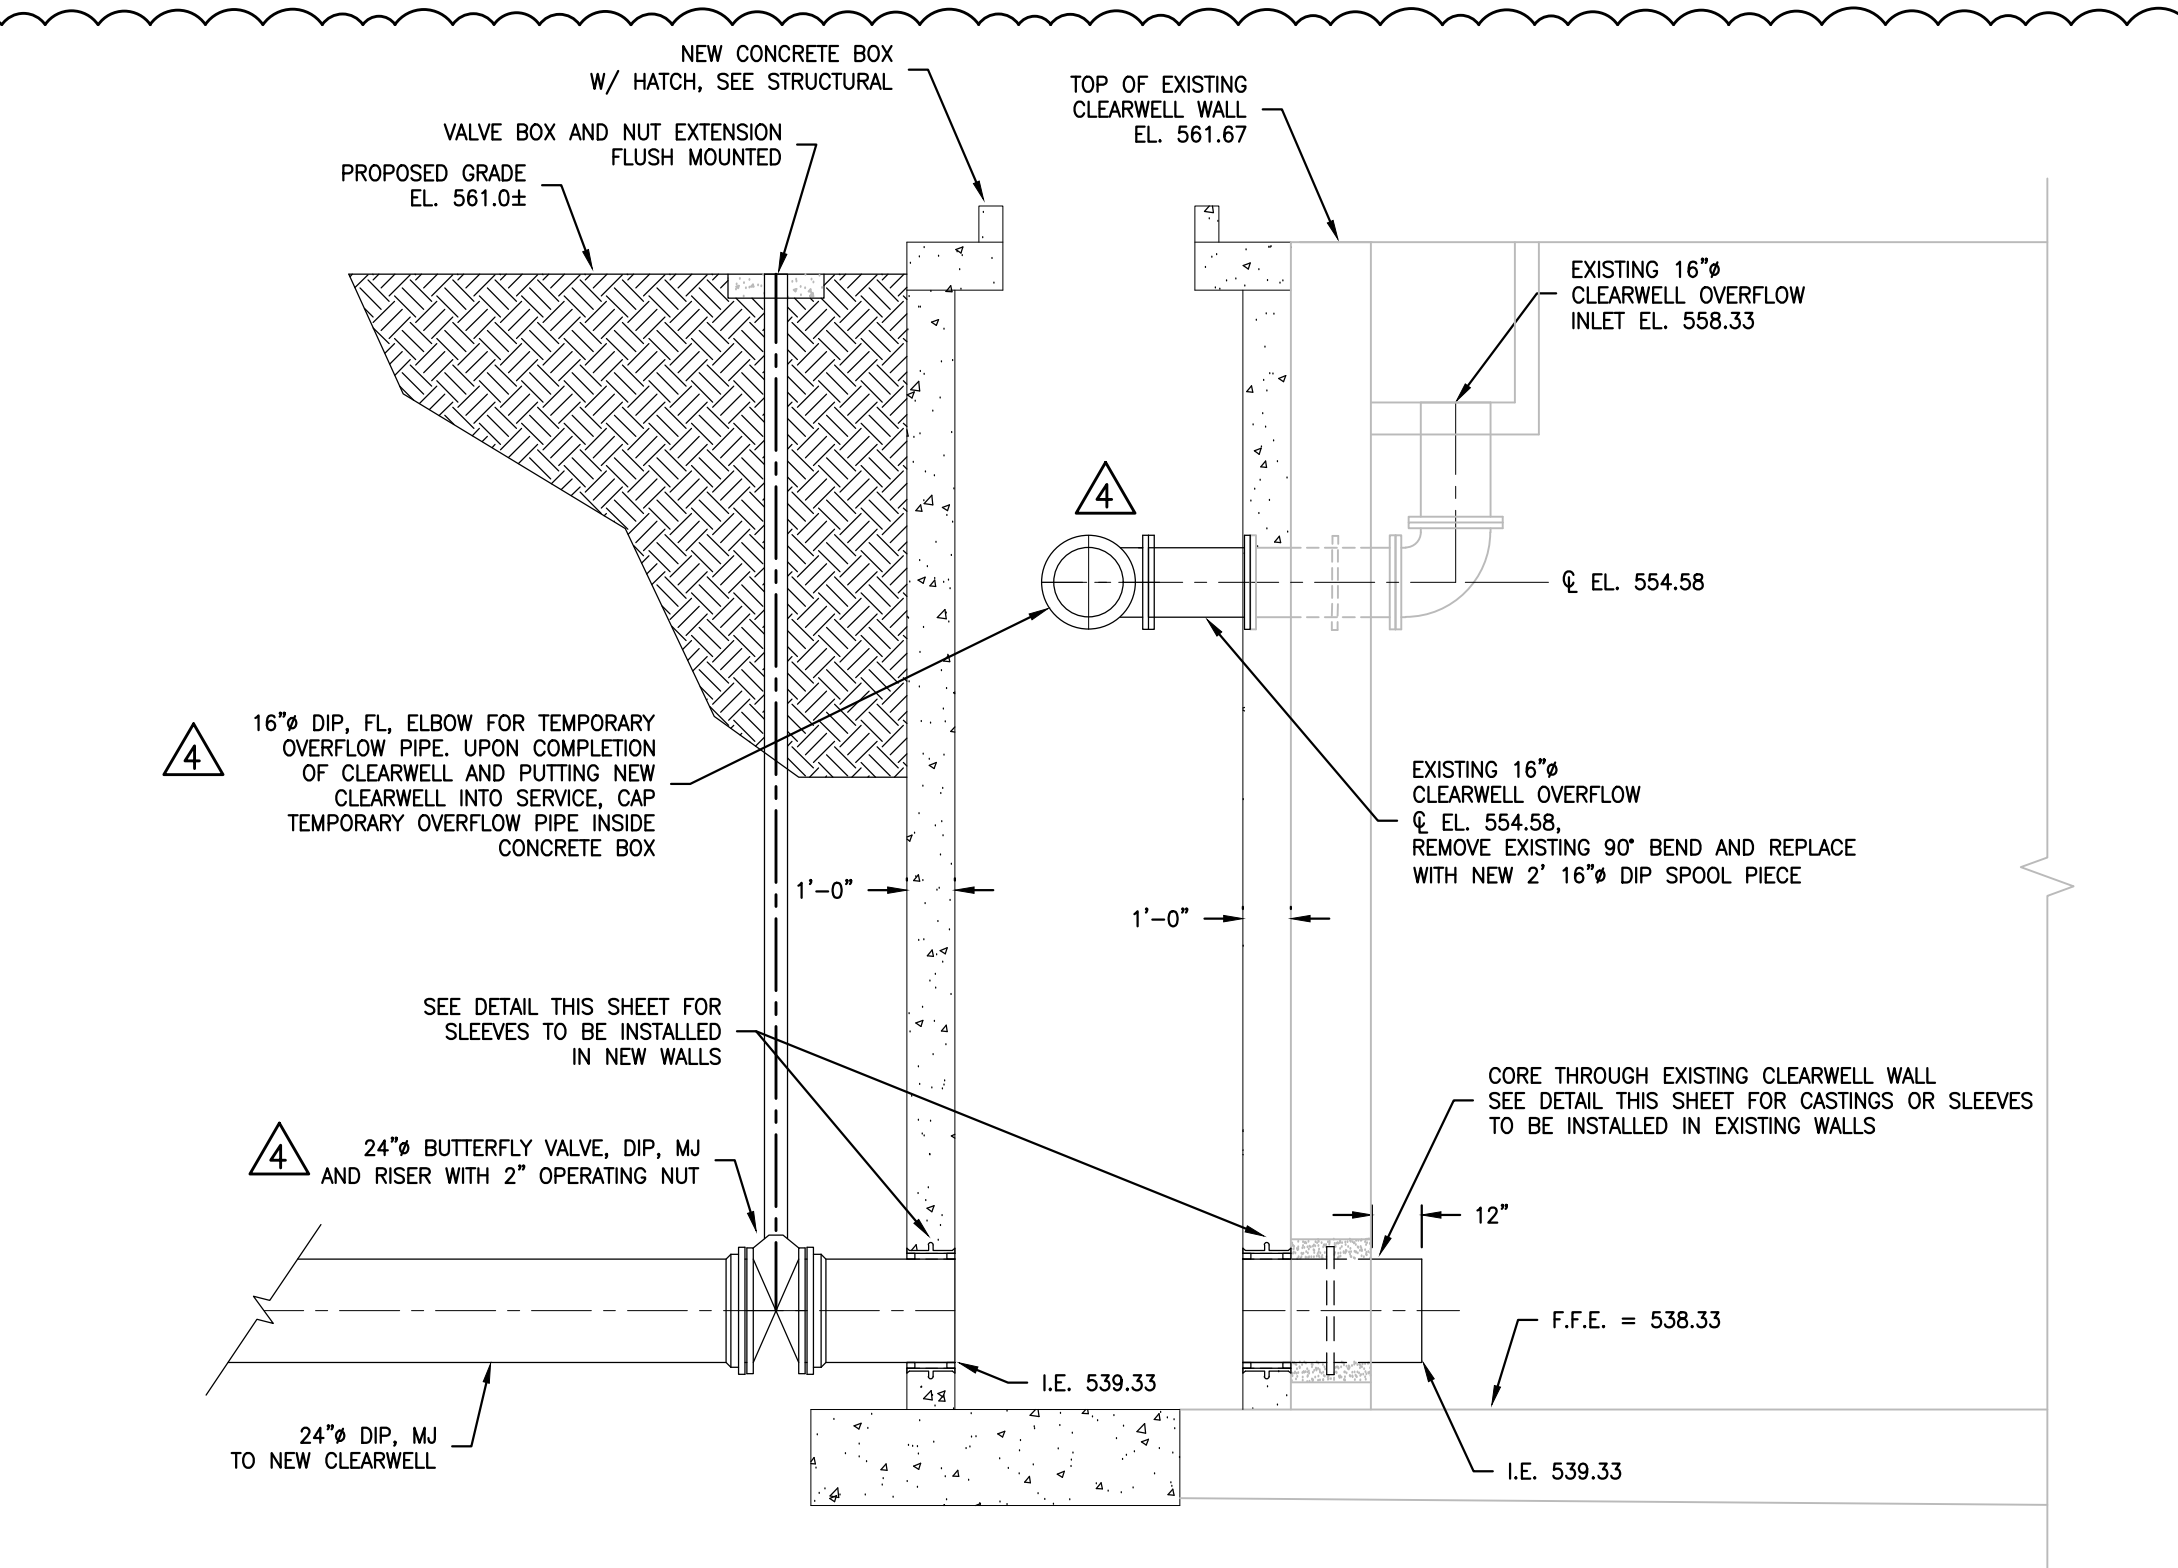 NEW CONCRETE BOX
W/ HATCH, SEE STRUCTURAL
TOP OF EXISTING
CLEARWELL WALL
EL. 561.67
VALVE BOX AND NUT EXTENSION
FLUSH MOUNTED
PROPOSED GRADE
EL. 561.0±
EXISTING 16"ø
CLEARWELL OVERFLOW
INLET EL. 558.33
4
℄ EL. 554.58
4
16"ø DIP, FL, ELBOW FOR TEMPORARY
OVERFLOW PIPE. UPON COMPLETION
OF CLEARWELL AND PUTTING NEW
CLEARWELL INTO SERVICE, CAP
TEMPORARY OVERFLOW PIPE INSIDE
CONCRETE BOX
EXISTING 16"ø
CLEARWELL OVERFLOW
℄ EL. 554.58,
REMOVE EXISTING 90° BEND AND REPLACE
WITH NEW 2' 16"ø DIP SPOOL PIECE
1'-0"
1'-0"
SEE DETAIL THIS SHEET FOR
SLEEVES TO BE INSTALLED
IN NEW WALLS
CORE THROUGH EXISTING CLEARWELL WALL
SEE DETAIL THIS SHEET FOR CASTINGS OR SLEEVES
TO BE INSTALLED IN EXISTING WALLS
4
24"ø BUTTERFLY VALVE, DIP, MJ
AND RISER WITH 2" OPERATING NUT
12"
F.F.E. = 538.33
I.E. 539.33
24"ø DIP, MJ
TO NEW CLEARWELL
I.E. 539.33